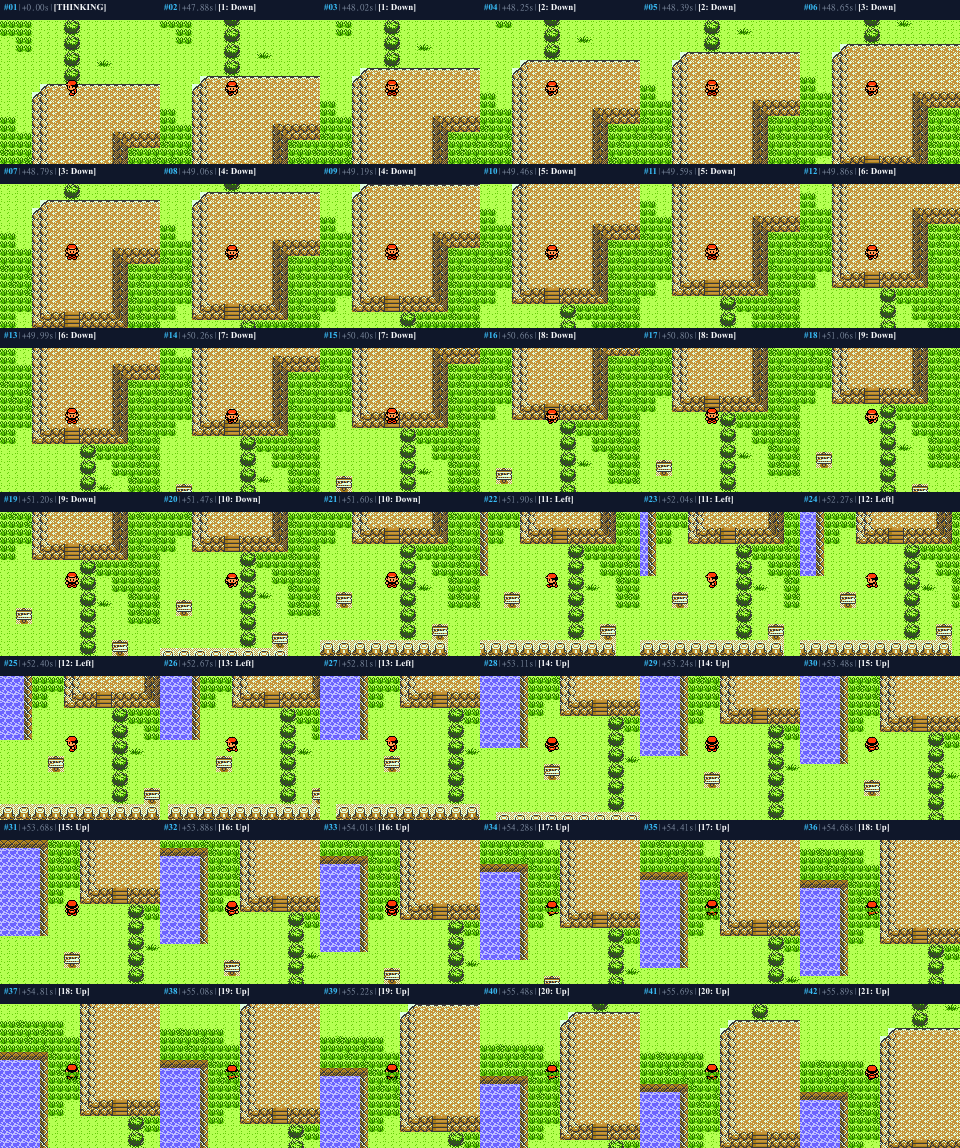 #01|+0.00s|[THINKING] #02|+47.88s|[1: Down] #03|+48.02s|[1: Down] #04|+48.25s|[2: Down] #05|+48.39s|[2: Down] #06|+48.65s|[3: Down]
#07|+48.79s|[3: Down] #08|+49.06s|[4: Down] #09|+49.19s|[4: Down] #10|+49.46s|[5: Down] #11|+49.59s|[5: Down] #12|+49.86s|[6: Down]
#13|+49.99s|[6: Down] #14|+50.26s|[7: Down] #15|+50.40s|[7: Down] #16|+50.66s|[8: Down] #17|+50.80s|[8: Down] #18|+51.06s|[9: Down]
#19|+51.20s|[9: Down] #20|+51.47s|[10: Down] #21|+51.60s|[10: Down] #22|+51.90s|[11: Left] #23|+52.04s|[11: Left] #24|+52.27s|[12: Left]
#25|+52.40s|[12: Left] #26|+52.67s|[13: Left] #27|+52.81s|[13: Left] #28|+53.11s|[14: Up] #29|+53.24s|[14: Up] #30|+53.48s|[15: Up]
#31|+53.68s|[15: Up] #32|+53.88s|[16: Up] #33|+54.01s|[16: Up] #34|+54.28s|[17: Up] #35|+54.41s|[17: Up] #36|+54.68s|[18: Up]
#37|+54.81s|[18: Up] #38|+55.08s|[19: Up] #39|+55.22s|[19: Up] #40|+55.48s|[20: Up] #41|+55.69s|[20: Up] #42|+55.89s|[21: Up]